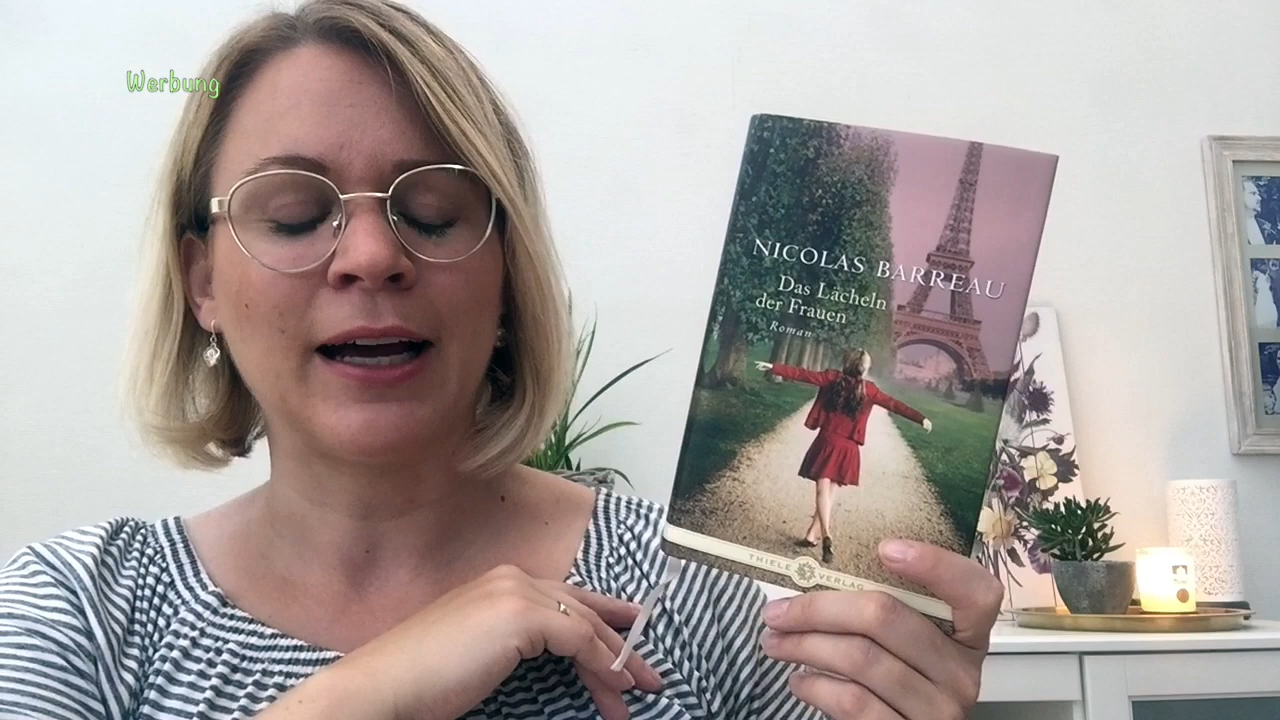 Werbung
NICOLAS BARREAU
Das Lächeln
der Frauen
Roman
THIELE VERLAG